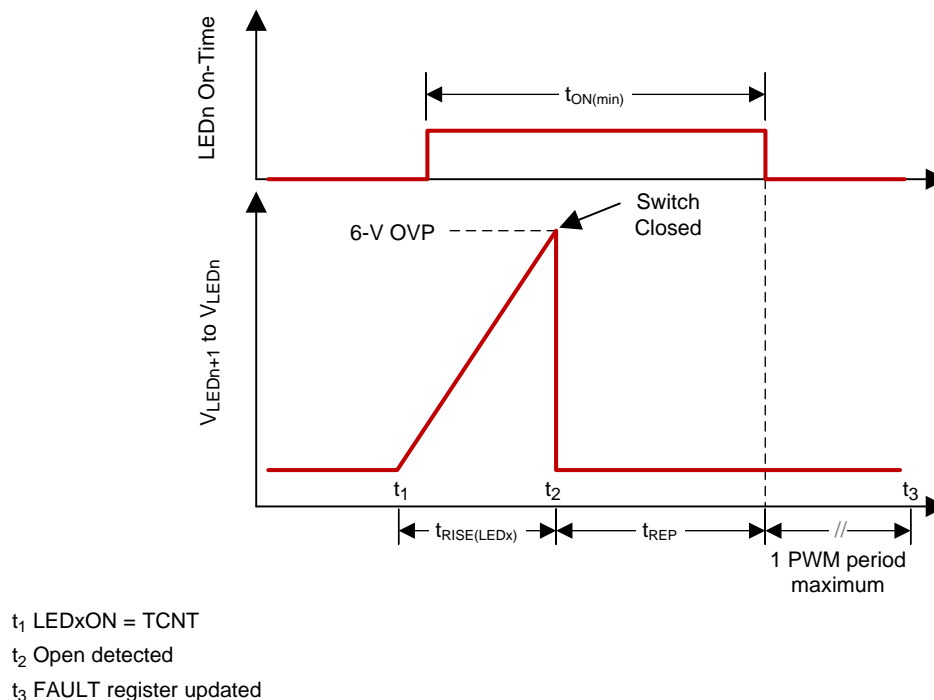 LEDn On-Time
tON(min)
Switch
Closed
6-V OVP
VLEDn+1 to VLEDn
t1
t2
t3
tRISE(LEDx)
tREP
//
1 PWM period
maximum
t1 LEDxON = TCNT
t2 Open detected
t3 FAULT register updated